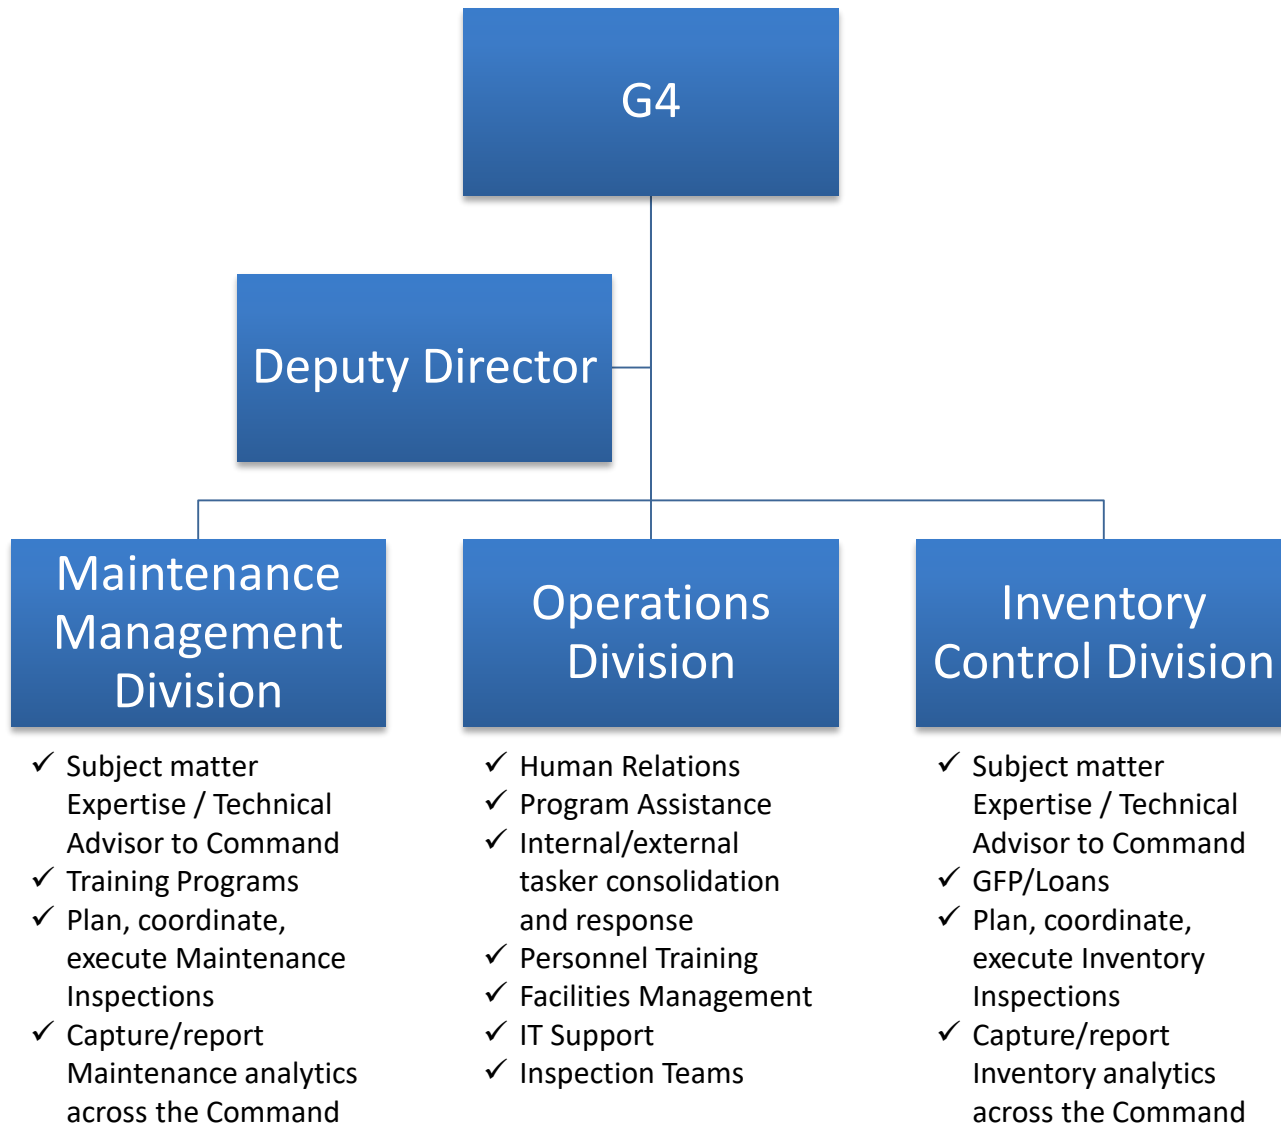 G4
Deputy Director
Maintenance
Management
Division
✓ Subject matter
Expertise / Technical
Advisor to Command
✓ Training Programs
✓ Plan, coordinate,
execute Maintenance
Inspections
✓ Capture/report
Maintenance analytics
across the Command
Operations
Division
✓ Human Relations
✓ Program Assistance
✓ Internal/external
tasker consolidation
and response
✓ Personnel Training
✓ Facilities Management
✓ IT Support
✓ Inspection Teams
Inventory
Control Division
✓ Subject matter
Expertise / Technical
Advisor to Command
✓ GFP/Loans
✓ Plan, coordinate,
execute Inventory
Inspections
✓ Capture/report
Inventory analytics
across the Command